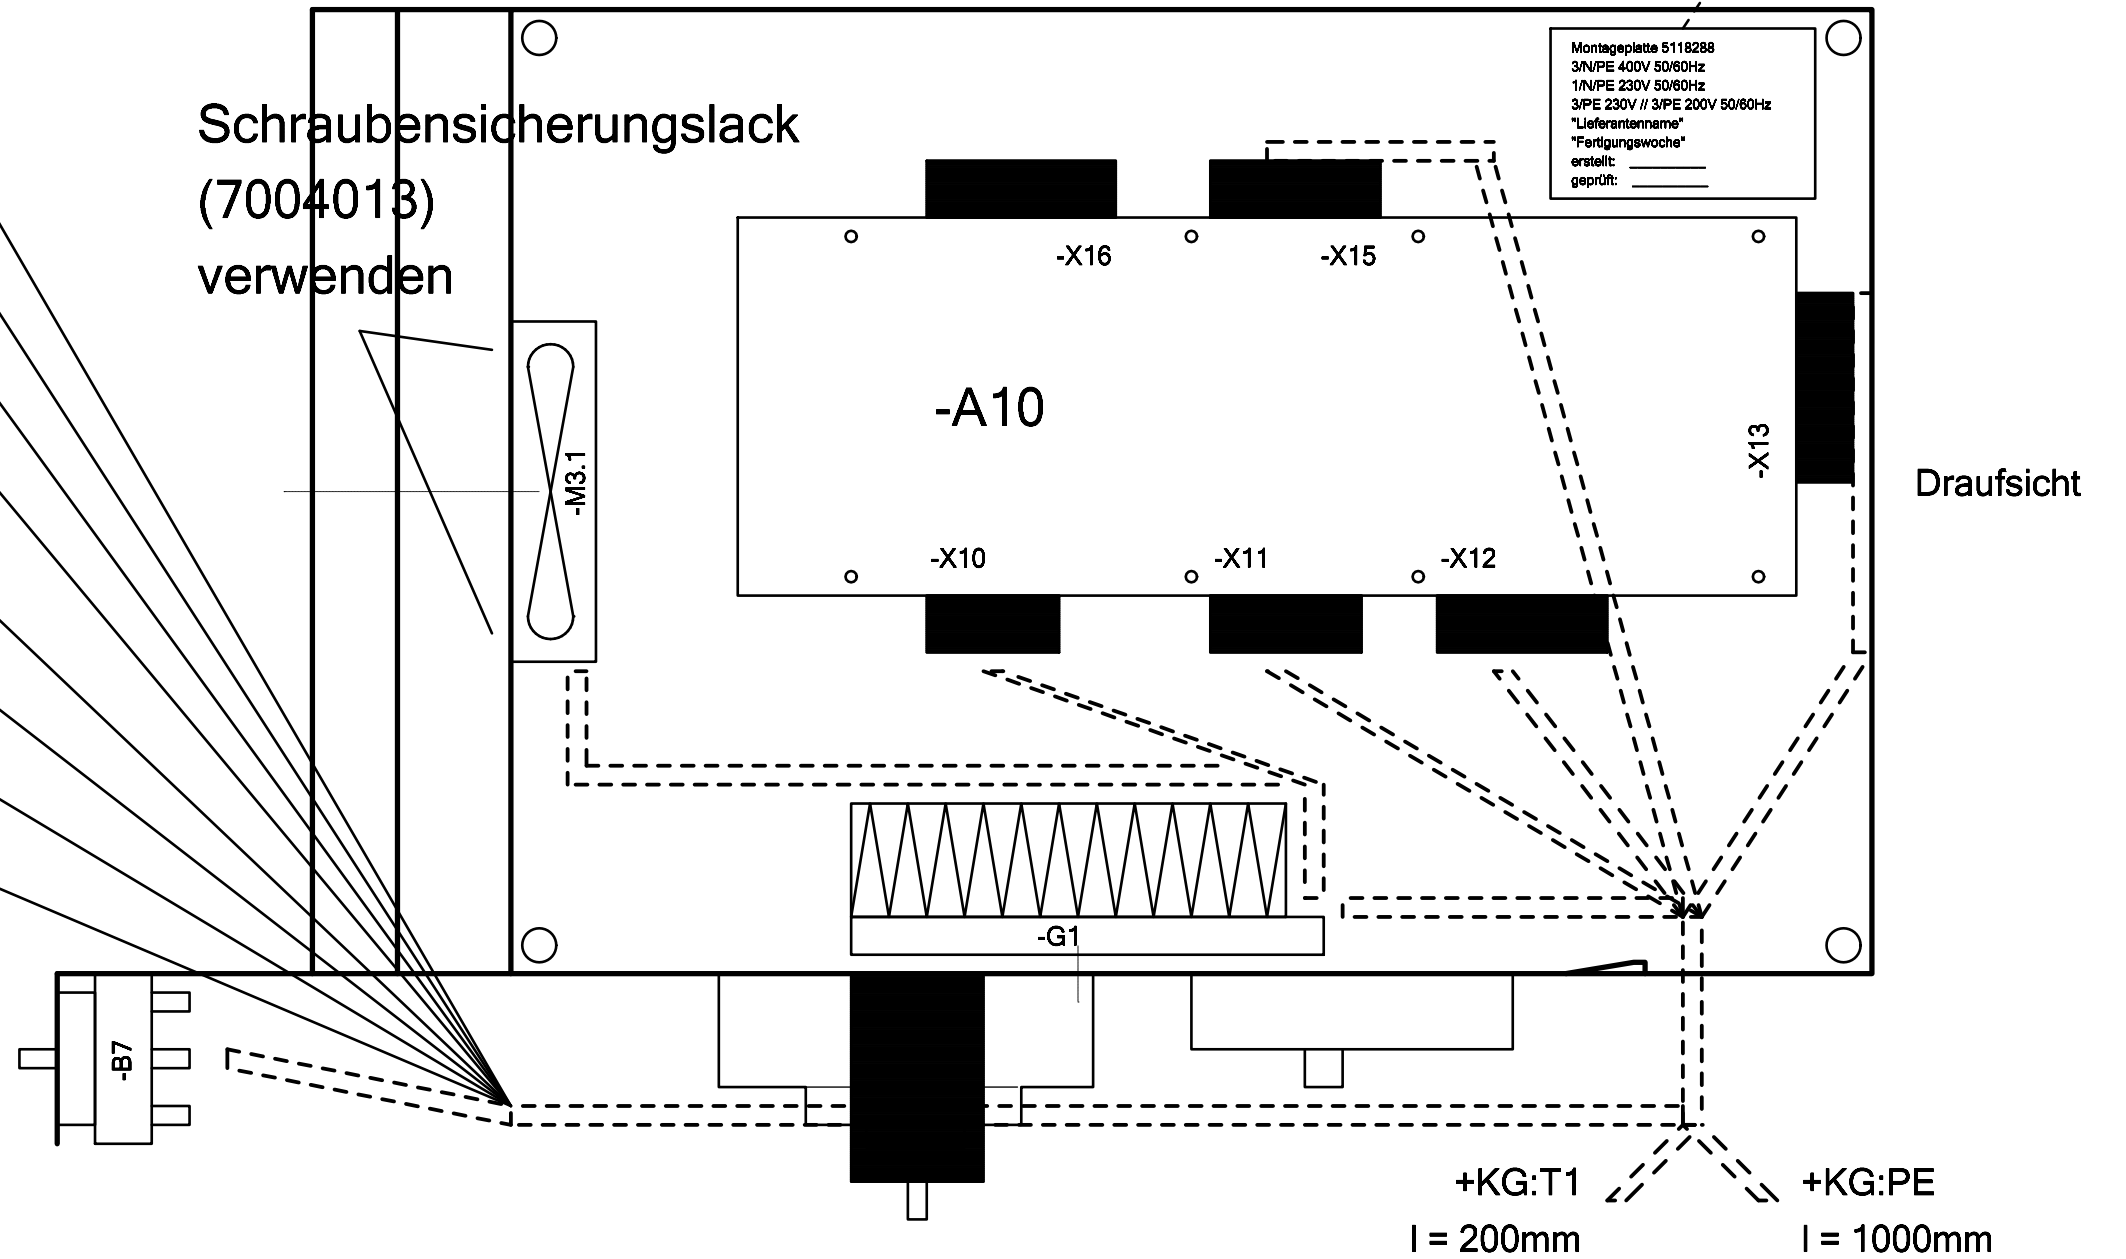 Montageplatte 5118288
3/N/PE 400V 50/60Hz
1/N/PE 230V 50/60Hz
3/PE 230V // 3/PE 200V 50/60Hz
"Lieferantenname"
"Fertigungswoche"
erstellt:
geprüft:
Schraubensicherungslack
(7004013)
verwenden
-X16
-X15
-A10
-M3.1
-X13
Draufsicht
-X10
-X11
-X12
-G1
-B7
+KG:T1
l = 200mm
+KG:PE
l = 1000mm